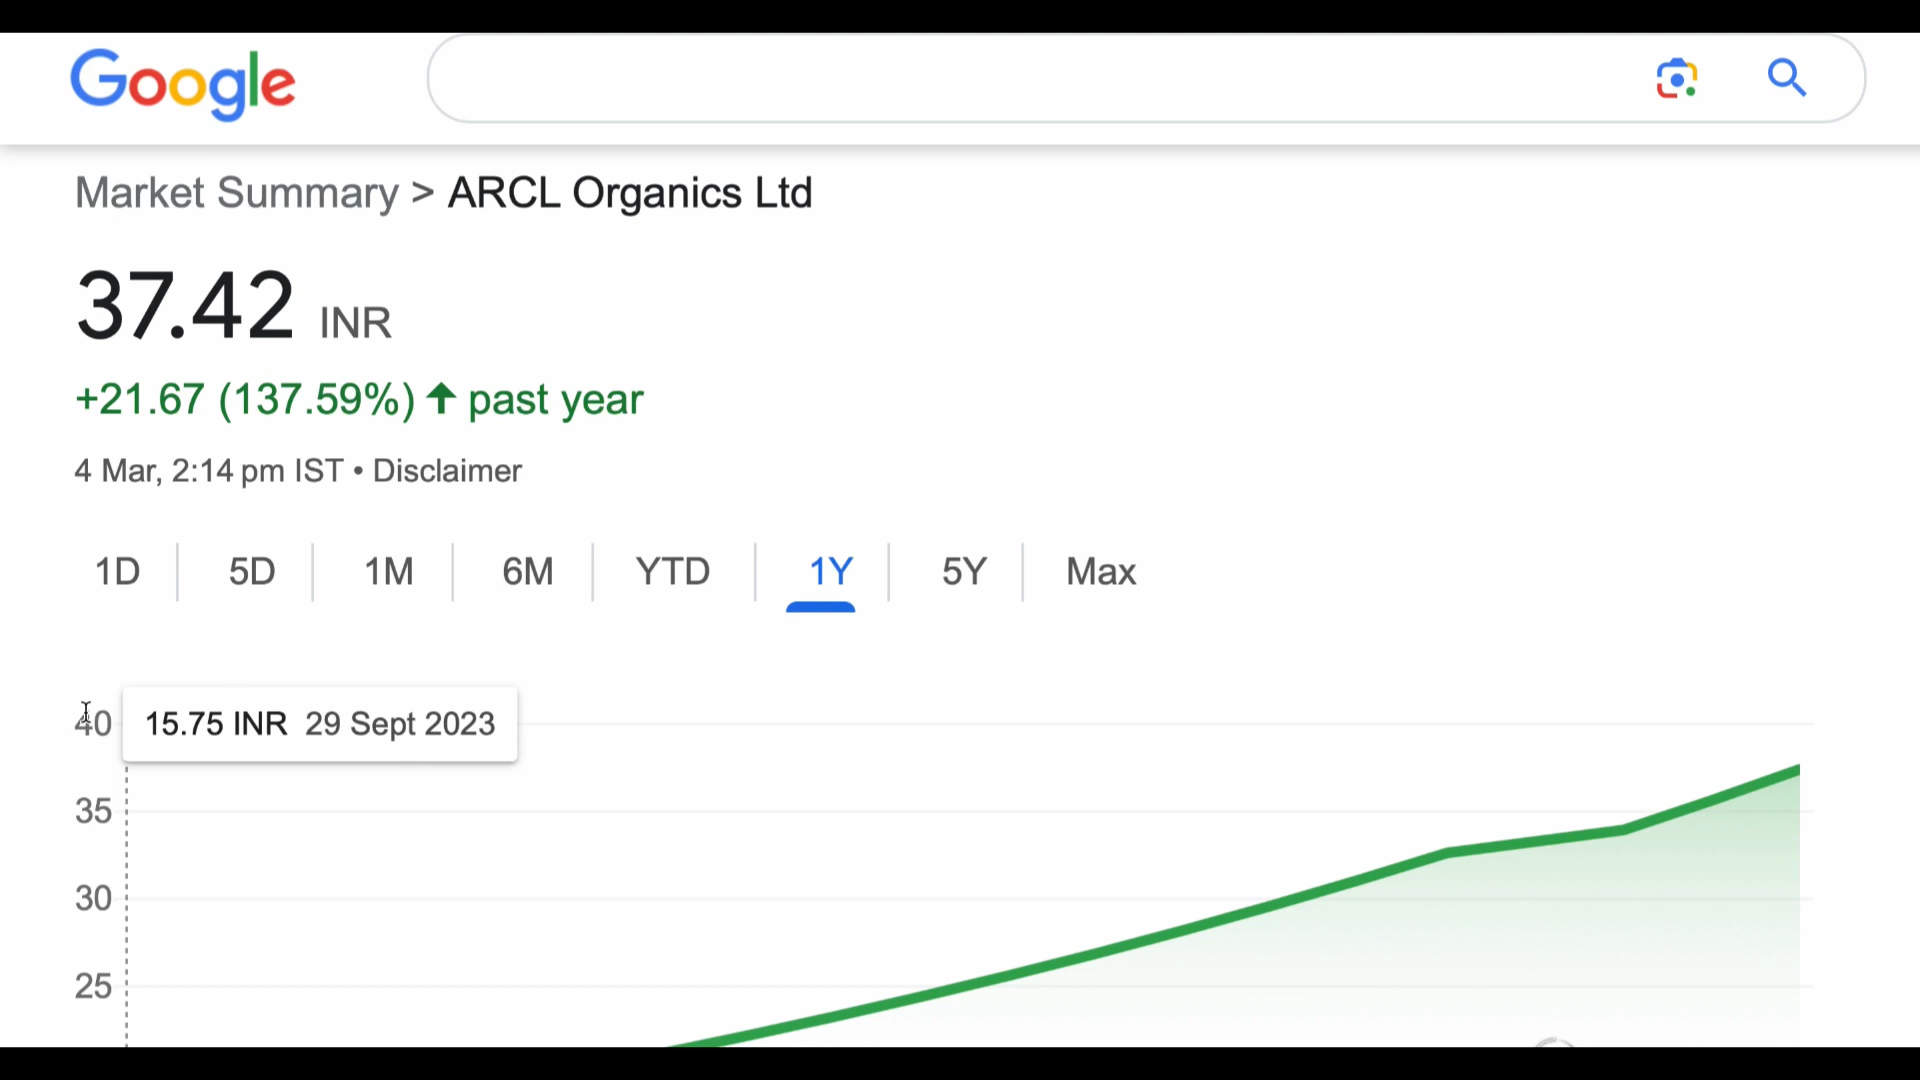 Google
Market Summary > ARCL Organics Ltd
37.42 INR
+21.67 (137.59%) ↑ past year
4 Mar, 2:14 pm IST • Disclaimer
1D 5D 1M 6M YTD 1Y 5Y Max
40 15.75 INR 29 Sept 2023
35
30
25